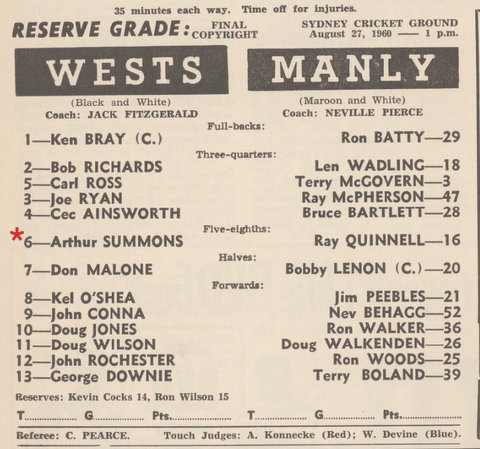 35 minutes each way. Time off for injuries.
RESERVE GRADE: FINAL COPYRIGHT SYDNEY CRICKET GROUND August 27, 1960 — 1 p.m.
WESTS MANLY
(Black and White) (Maroon and White)
Coach: JACK FITZGERALD Coach: NEVILLE PIERCE
Full-backs:
1—Ken BRAY (C.) Ron BATTY—29
Three-quarters:
2—Bob RICHARDS Len WADLING—18
5—Carl ROSS Terry McGOVERN—3
3—Joe RYAN Ray McPHERSON—47
4—Cec AINSWORTH Bruce BARTLETT—28
Five-eighths:
*6—Arthur SUMMONS Ray QUINNELL—16
Halves:
7—Don MALONE Bobby LENON (C.)—20
Forwards:
8—Kel O'SHEA Jim PEEBLES—21
9—John CONNA Nev BEHAGG—52
10—Doug JONES Ron WALKER—36
11—Doug WILSON Doug WALKENDEN—26
12—John ROCHESTER Ron WOODS—25
13—George DOWNIE Terry BOLAND—39
Reserves: Kevin Cocks 14, Ron Wilson 15
T.................... G.................... Pts.................... T.................... G.................... Pts....................
Referee: C. PEARCE. Touch Judges: A. Konnecke (Red); W. Devine (Blue).